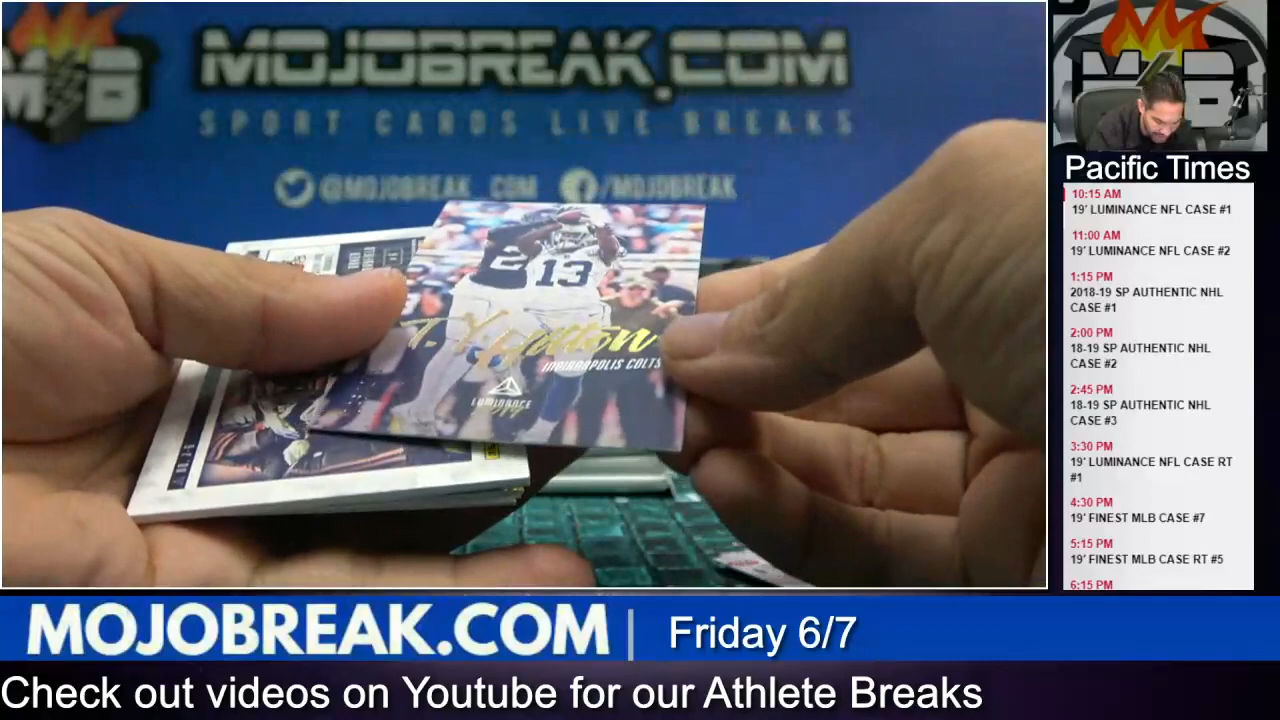 MOJOBREAK.COM
SPORT CARDS LIVE BREAKS
@MOJOBREAK_COM /MOJOBREAK
MB
2 13
T.Y. Hilton
INDIANAPOLIS COLTS
LUMINANCE
Pacific Times
10:15 AM
19' LUMINANCE NFL CASE #1
11:00 AM
19' LUMINANCE NFL CASE #2
1:15 PM
2018-19 SP AUTHENTIC NHL
CASE #1
2:00 PM
18-19 SP AUTHENTIC NHL
CASE #2
2:45 PM
18-19 SP AUTHENTIC NHL
CASE #3
3:30 PM
19' LUMINANCE NFL CASE RT
#1
4:30 PM
19' FINEST MLB CASE #7
5:15 PM
19' FINEST MLB CASE RT #5
6:15 PM
MOJOBREAK.COM | Friday 6/7
Check out videos on Youtube for our Athlete Breaks